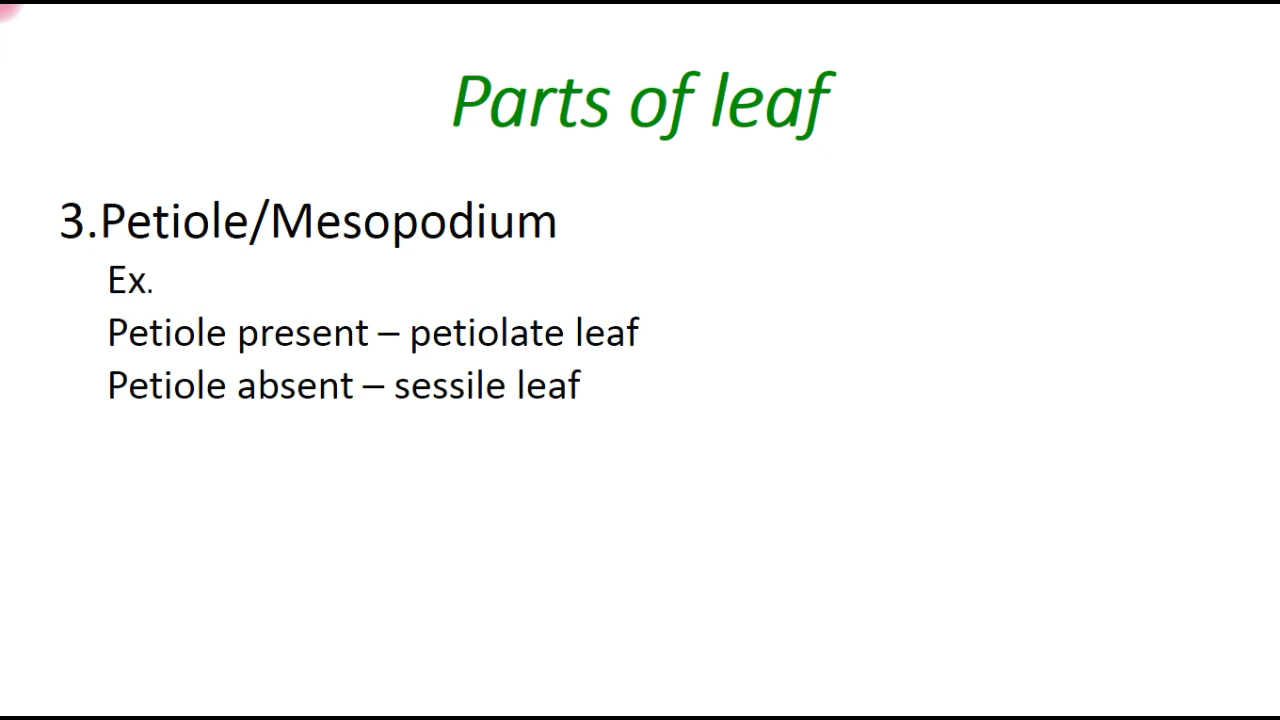 Parts of leaf
3.Petiole/Mesopodium
Ex.
Petiole present – petiolate leaf
Petiole absent – sessile leaf